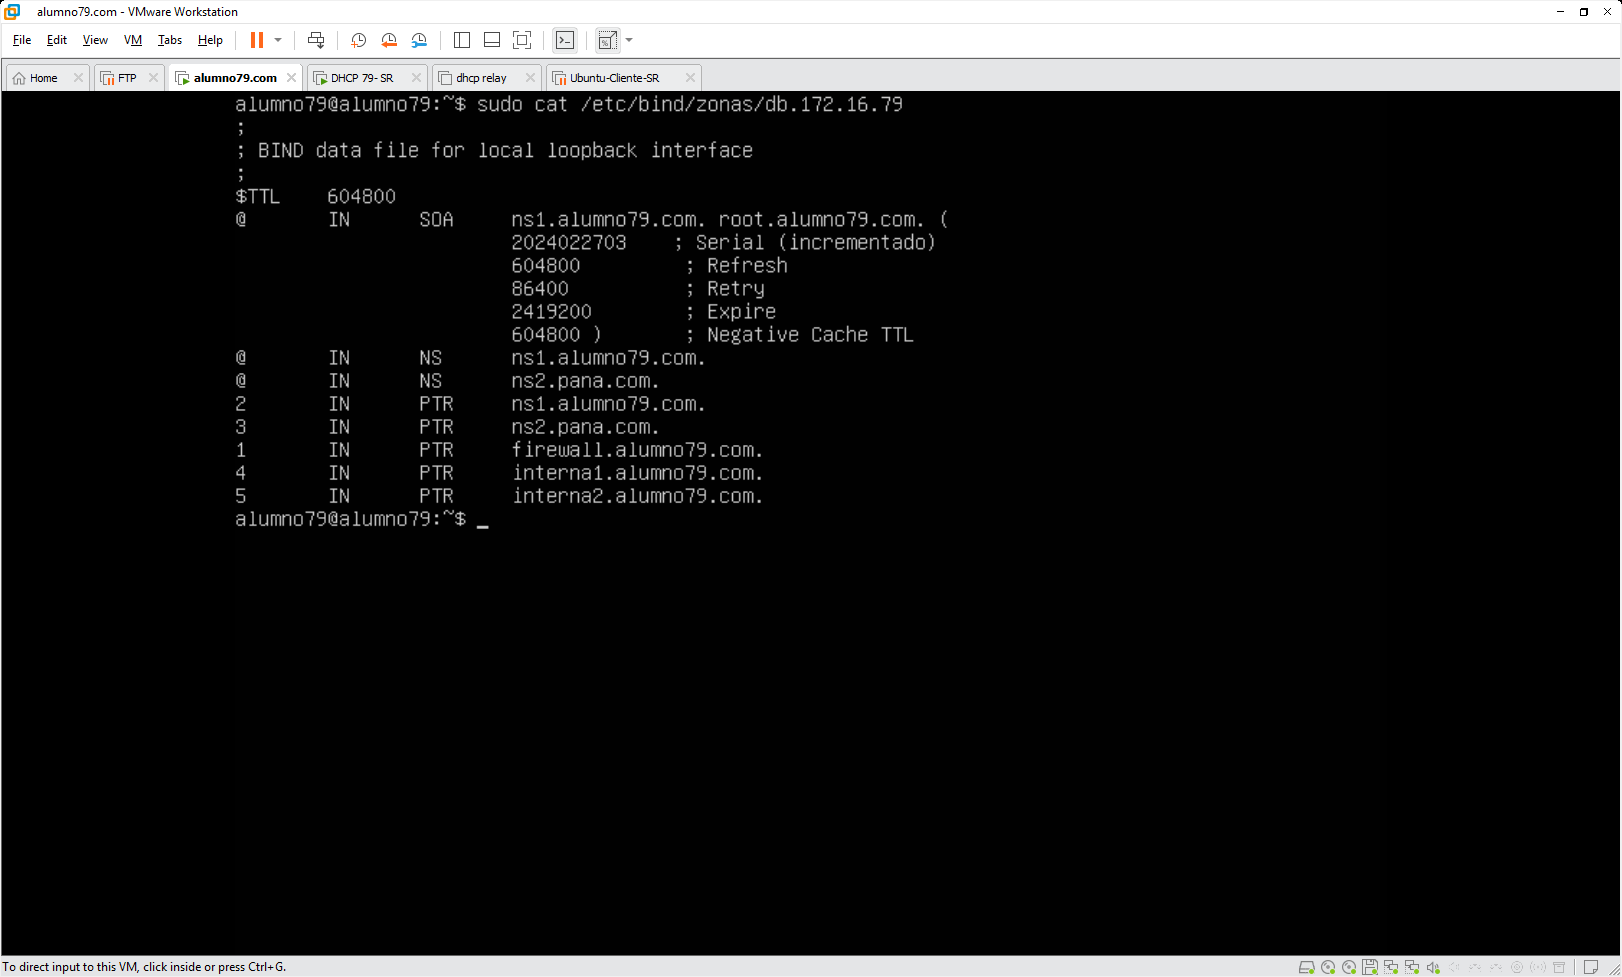 alumno79.com - VMware Workstation
File Edit View VM Tabs Help
Home FTP alumno79.com DHCP 79- SR dhcp relay Ubuntu-Cliente-SR
alumno79@alumno79:~$ sudo cat /etc/bind/zonas/db.172.16.79
;
; BIND data file for local loopback interface
;
$TTL 604800
@ IN SOA ns1.alumno79.com. root.alumno79.com. (
2024022703 ; Serial (incrementado)
604800 ; Refresh
86400 ; Retry
2419200 ; Expire
604800 ) ; Negative Cache TTL
@ IN NS ns1.alumno79.com.
@ IN NS ns2.pana.com.
2 IN PTR ns1.alumno79.com.
3 IN PTR ns2.pana.com.
1 IN PTR firewall.alumno79.com.
4 IN PTR interna1.alumno79.com.
5 IN PTR interna2.alumno79.com.
alumno79@alumno79:~$ _
To direct input to this VM, click inside or press Ctrl+G.